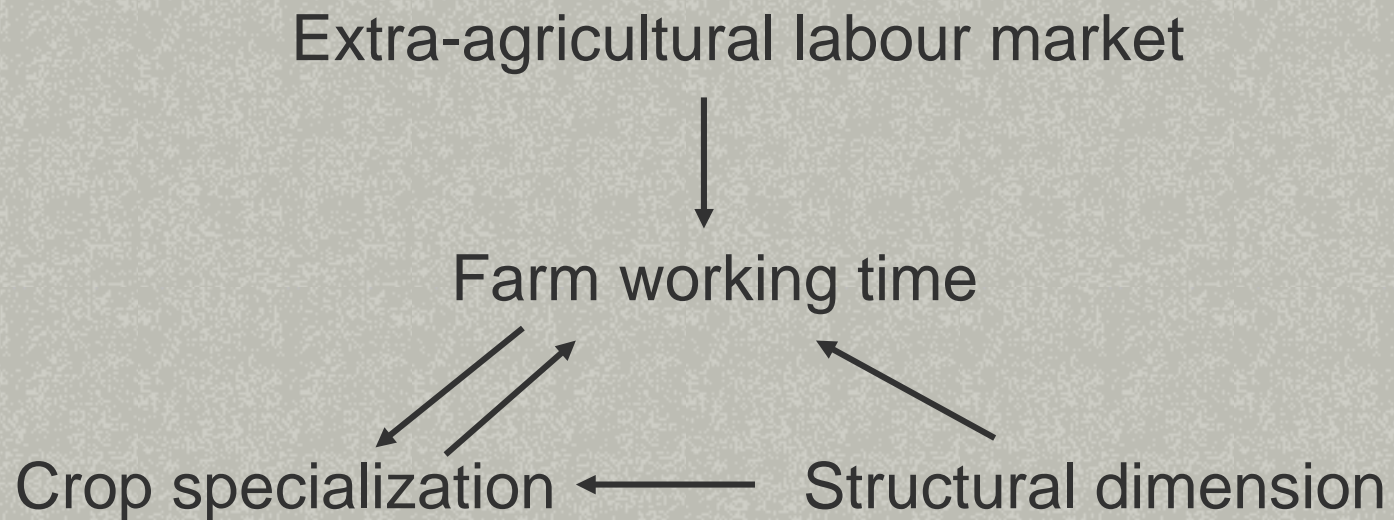 Extra-agricultural labour market
Farm working time
Crop specialization
Structural dimension